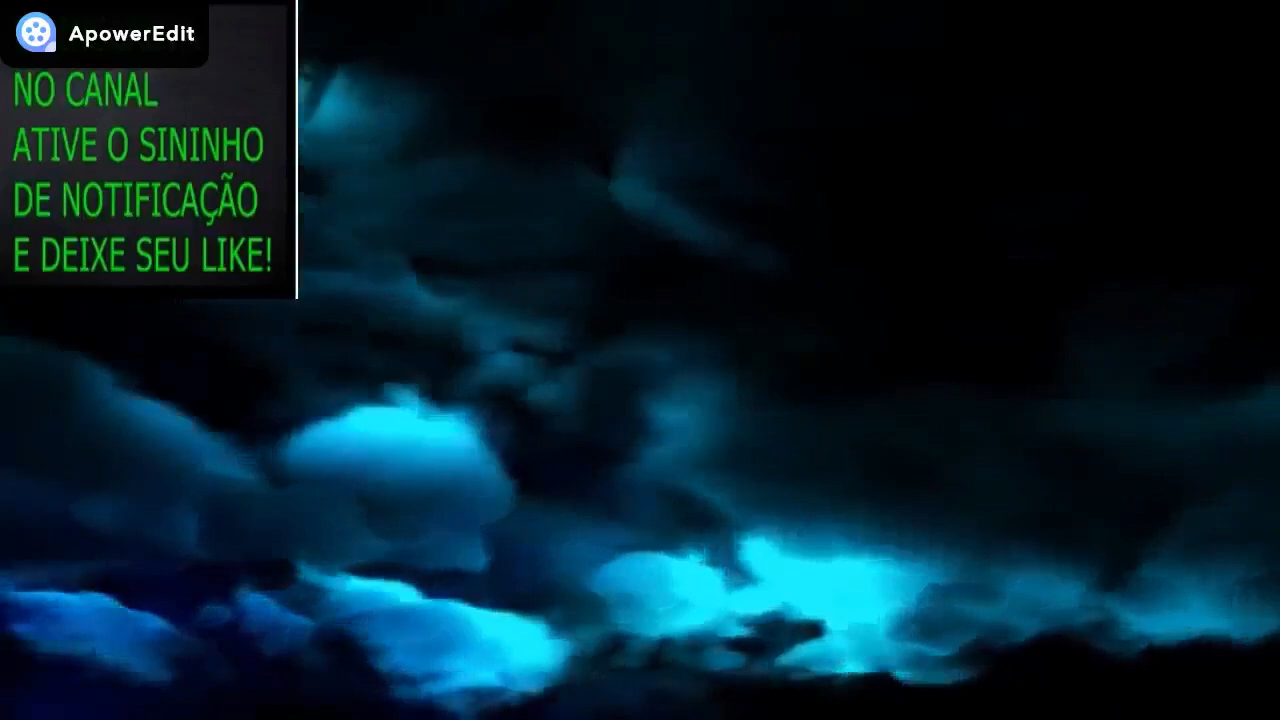 ApowerEdit
NO CANAL
ATIVE O SININHO
DE NOTIFICAÇÃO
E DEIXE SEU LIKE!